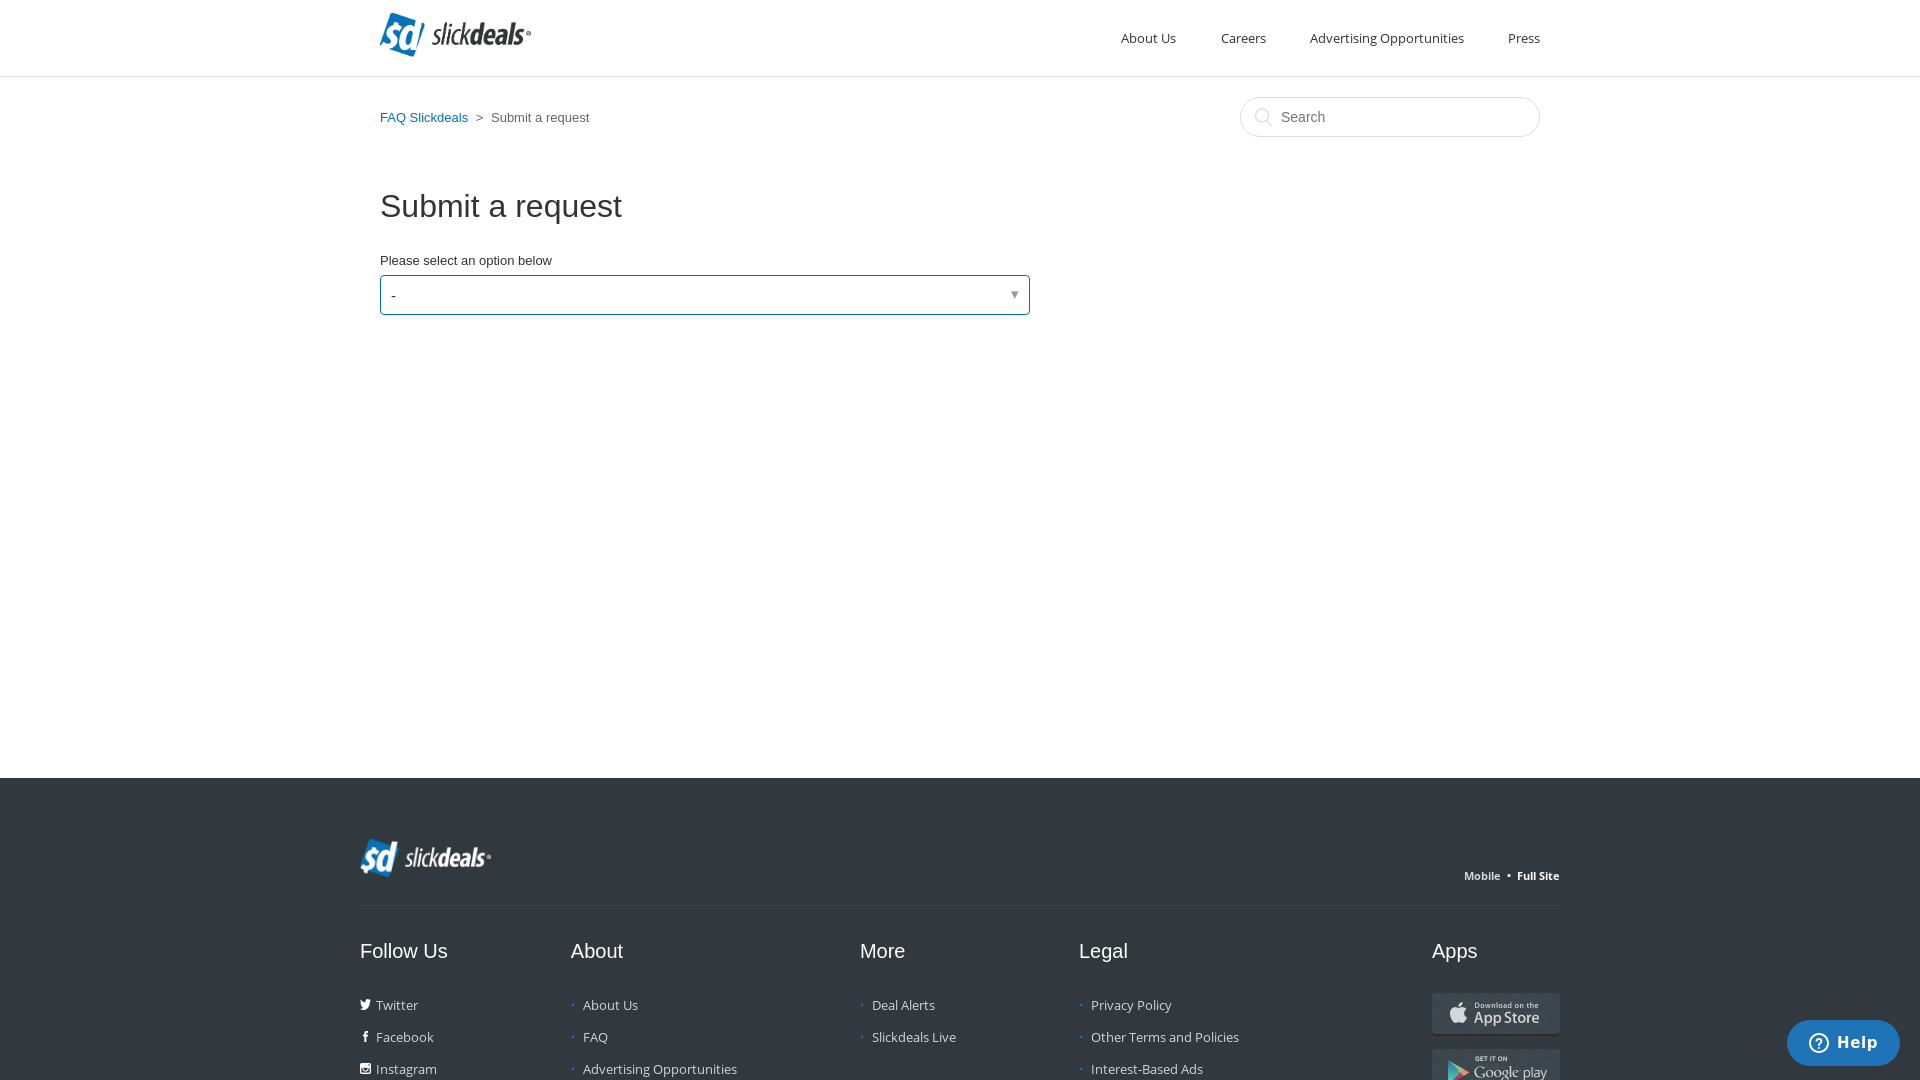 $d slickdeals®
About Us Careers Advertising Opportunities Press
FAQ Slickdeals > Submit a request
Search
Submit a request
Please select an option below
-
$d slickdeals®
Mobile • Full Site
Follow Us
Twitter
Facebook
Instagram
About
About Us
FAQ
Advertising Opportunities
More
Deal Alerts
Slickdeals Live
Legal
Privacy Policy
Other Terms and Policies
Interest-Based Ads
Apps
Download on the
App Store
GET IT ON
Google play
Help